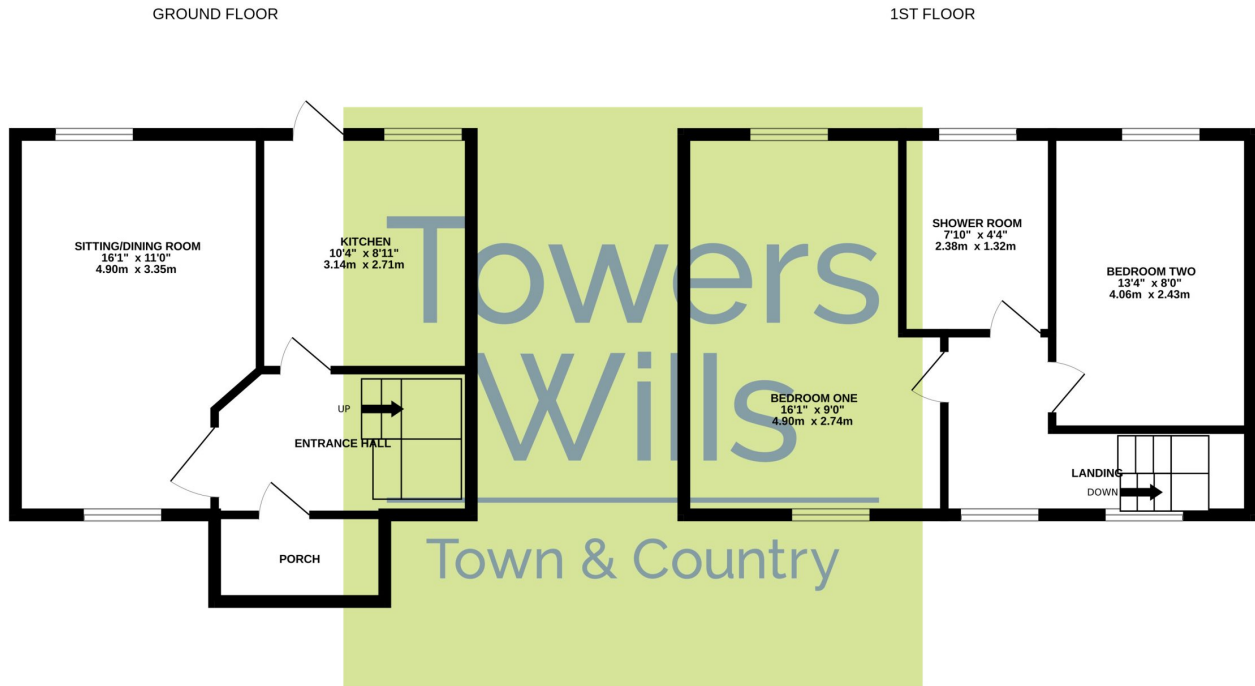 GROUND FLOOR
1ST FLOOR
SITTING/DINING ROOM
16'1" x 11'0"
4.90m x 3.35m
KITCHEN
10'4" x 8'11"
3.14m x 2.71m
UP
ENTRANCE HALL
PORCH
Towers
Wills
Town & Country
SHOWER ROOM
7'10" x 4'4"
2.38m x 1.32m
BEDROOM TWO
13'4" x 8'0"
4.06m x 2.43m
BEDROOM ONE
16'1" x 9'0"
4.90m x 2.74m
LANDING
DOWN